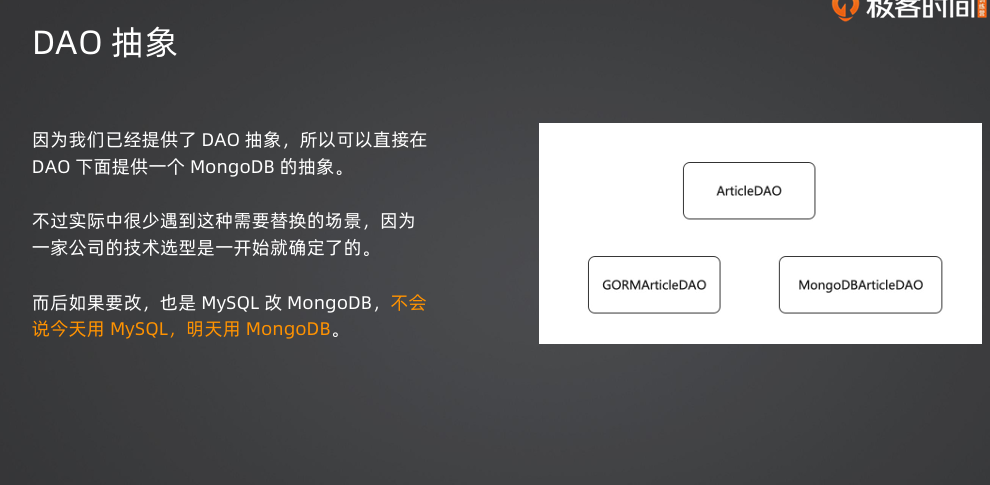 极客时间
DAO 抽象
因为我们已经提供了 DAO 抽象，所以可以直接在
DAO 下面提供一个 MongoDB 的抽象。
不过实际中很少遇到这种需要替换的场景，因为
一家公司的技术选型是一开始就确定了的。
而后如果要改，也是 MySQL 改 MongoDB，不会
说今天用 MySQL，明天用 MongoDB。
ArticleDAO
GORMArticleDAO
MongoDBArticleDAO